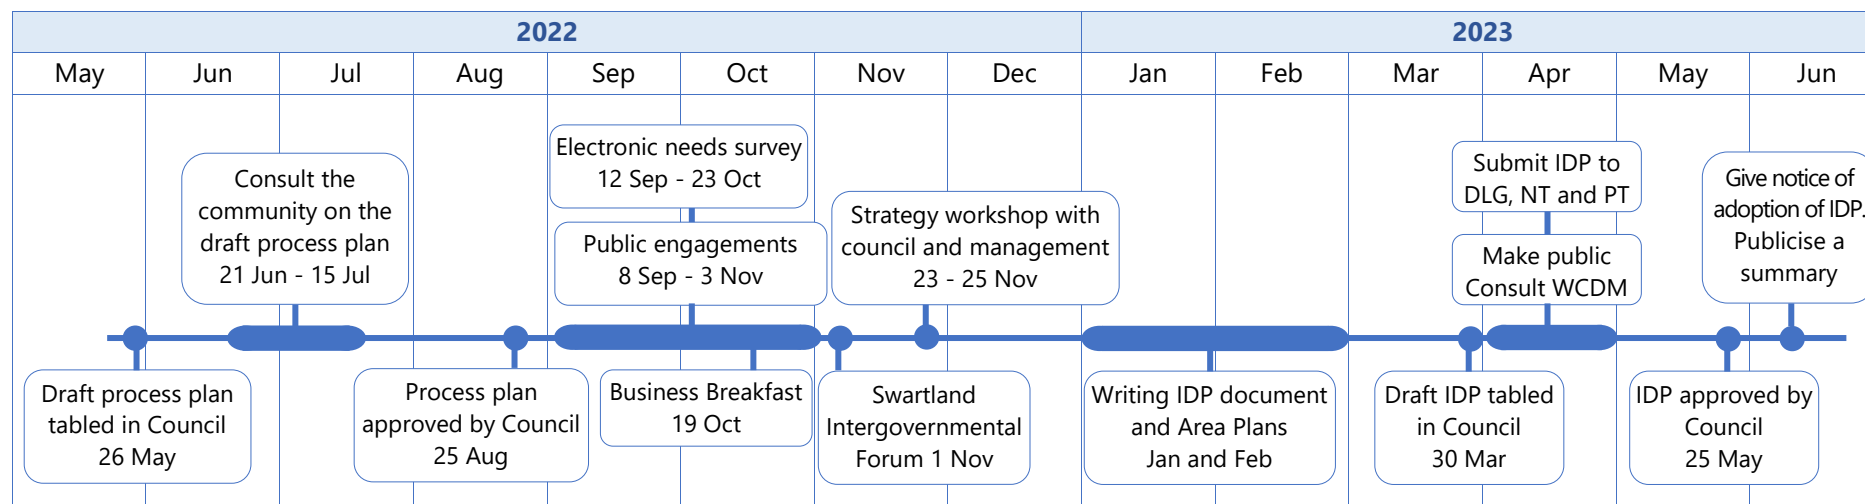 2022
2023
May
Jun
Jul
Aug
Sep
Oct
Nov
Dec
Jan
Feb
Mar
Apr
May
Jun
Consult the
community on the
draft process plan
21 Jun - 15 Jul
Electronic needs survey
12 Sep - 23 Oct
Public engagements
8 Sep - 3 Nov
Strategy workshop with
council and management
23 - 25 Nov
Submit IDP to
DLG, NT and PT
Make public
Consult WCDM
Give notice of
adoption of IDP.
Publicise a
summary
Draft process plan
tabled in Council
26 May
Process plan
approved by Council
25 Aug
Business Breakfast
19 Oct
Swartland
Intergovernmental
Forum 1 Nov
Writing IDP document
and Area Plans
Jan and Feb
Draft IDP tabled
in Council
30 Mar
IDP approved by
Council
25 May